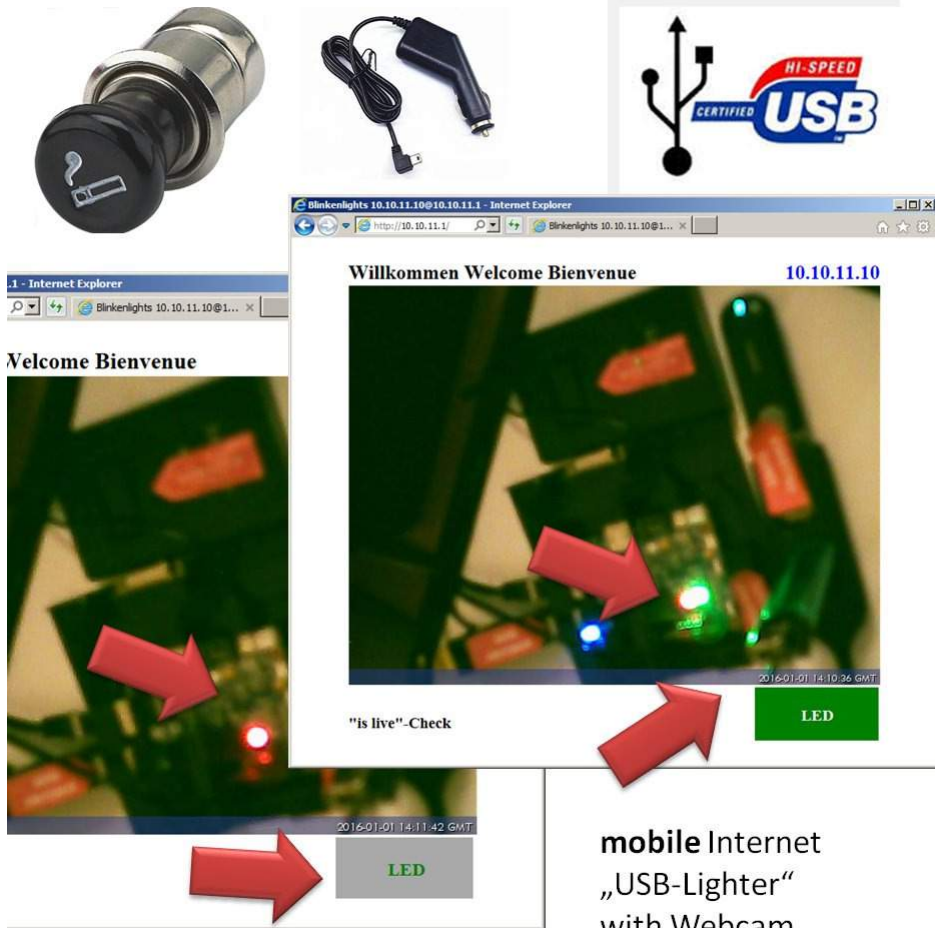 HI-SPEED
CERTIFIED USB
TM
Blinkenlights 10.10.11.10@10.10.11.1 - Internet Explorer
http://10.10.11.1/
Blinkenlights 10.10.11.10@1...
Willkommen Welcome Bienvenue 10.10.11.10
2016-01-01 14:10:36 GMT
"is live"-Check
LED
.1 - Internet Explorer
Blinkenlights 10.10.11.10@1...
Welcome Bienvenue
2016-01-01 14:11:42 GMT
LED
mobile Internet
„USB-Lighter“
with Webcam